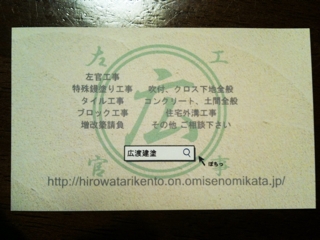 左 工
広
官 事
左官工事
特殊鏝塗り工事 吹付、クロス下地全般
タイル工事 コンクリート、土間全般
ブロック工事 住宅外溝工事
増改築請負 その他 ご相談下さい
広渡建塗
ぽちっ
http://hirowatarikento.on.omisenomikata.jp/